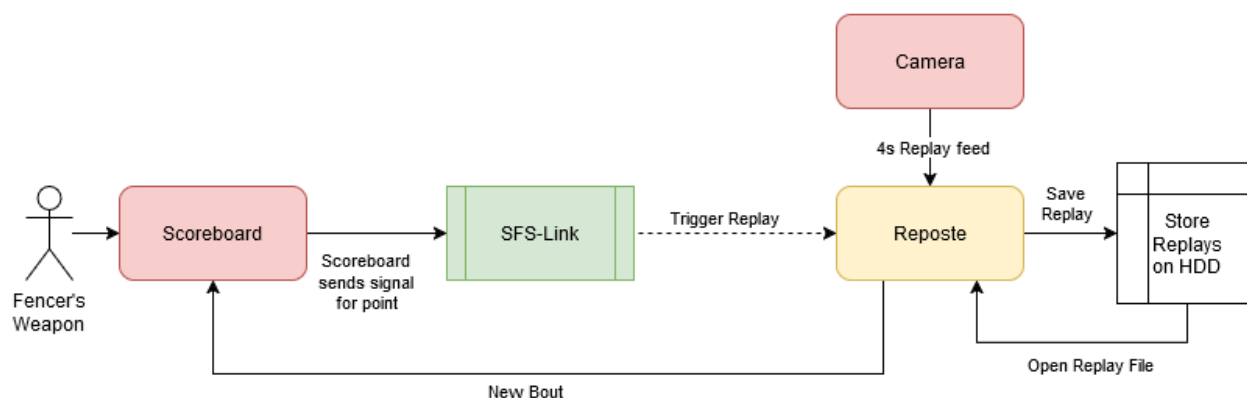 Camera
4s Replay feed
Fencer's
Weapon
Scoreboard
Scoreboard
sends signal
for point
SFS-Link
Trigger Replay
Reposte
Save
Replay
Store
Replays
on HDD
Open Replay File
New Bout